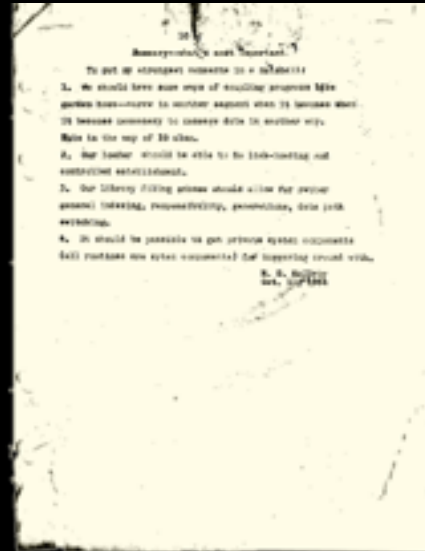 10
Summary--what's most important.
To put my strongest concerns in a nutshell:
1. We should have some ways of coupling programs like
garden hose--screw in another segment when it becomes when
it becomes necessary to massage data in another way.
This is the way of IO also.
2. Our loader should be able to do link-loading and
controlled establishment.
3. Our library filing scheme should allow for rather
general indexing, responsibility, generations, data path
switching.
4. It should be possible to get private system components
(all routines are system components) for buggering around with.
M. D. McIlroy
Oct. 11, 1964